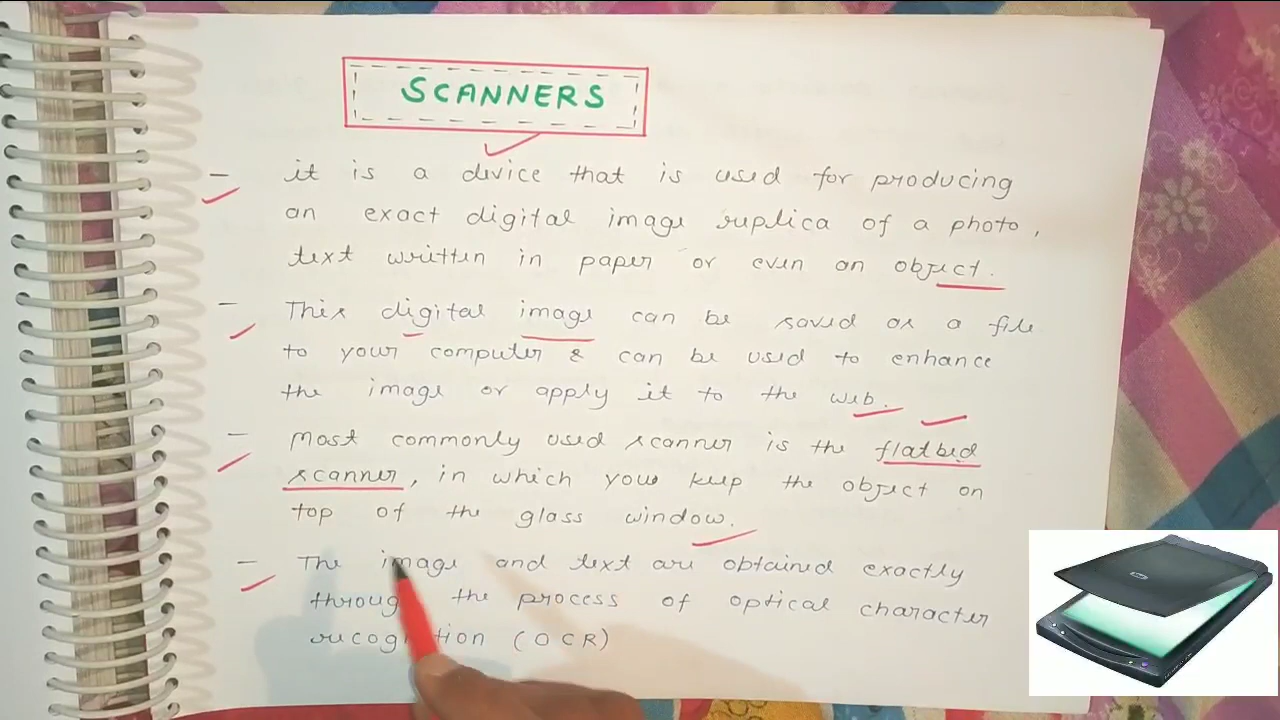 SCANNERS
- it is a device that is used for producing
an exact digital image replica of a photo,
text written in paper or even an object.
- This digital image can be saved as a file
to your computer & can be used to enhance
the image or apply it to the web.
- Most commonly used scanner is the flatbed
scanner, in which you keep the object on
top of the glass window.
- The image and text are obtained exactly
through the process of optical character
recognition (OCR)